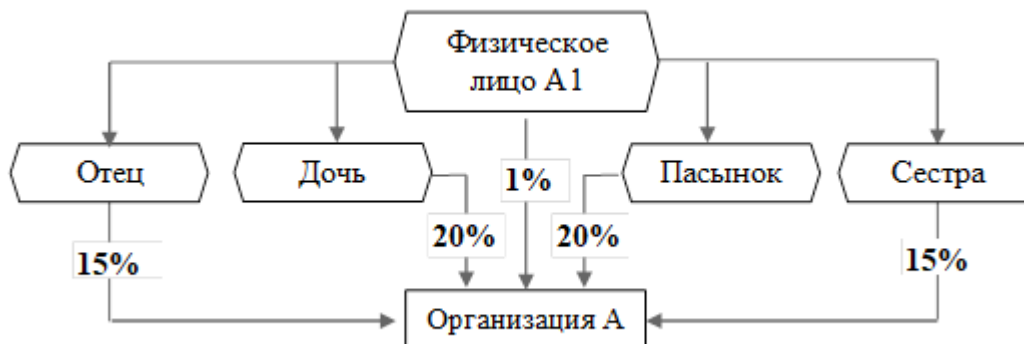 Физическое
лицо А1
Отец
Дочь
1%
Пасынок
Сестра
15%
20%
20%
15%
Организация А